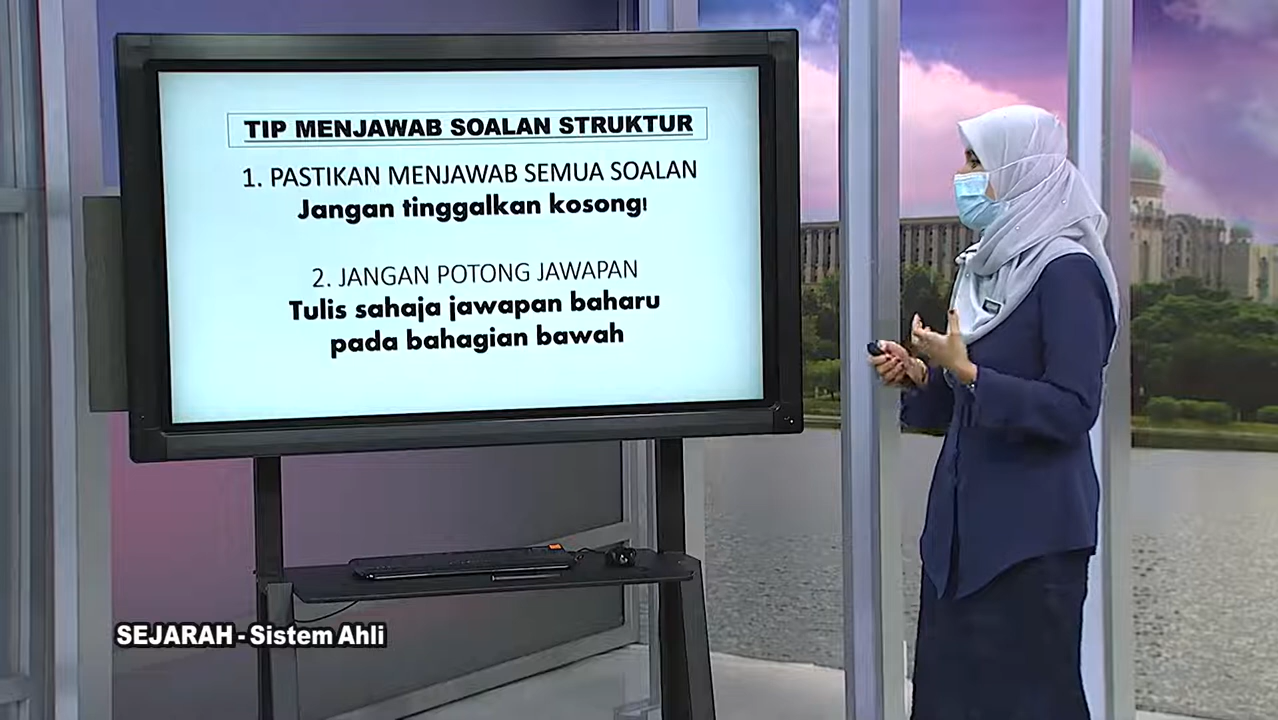 TIP MENJAWAB SOALAN STRUKTUR
1. PASTIKAN MENJAWAB SEMUA SOALAN
Jangan tinggalkan kosong!
2. JANGAN POTONG JAWAPAN
Tulis sahaja jawapan baharu
pada bahagian bawah
SEJARAH - Sistem Ahli